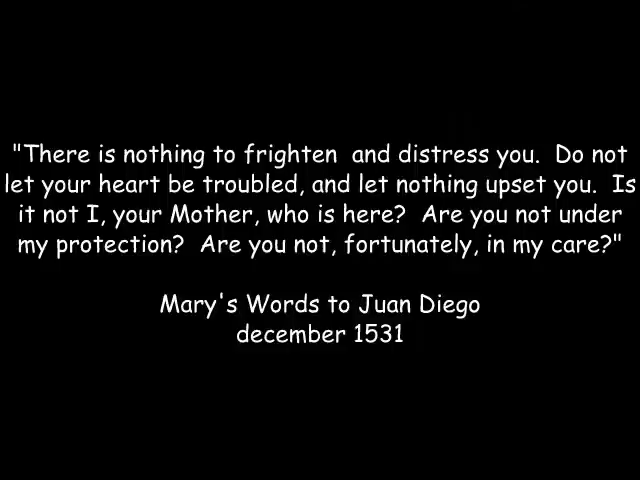 "There is nothing to frighten  and distress you.  Do not
let your heart be troubled, and let nothing upset you.  Is
it not I, your Mother, who is here?  Are you not under
my protection?  Are you not, fortunately, in my care?"
Mary's Words to Juan Diego
december 1531